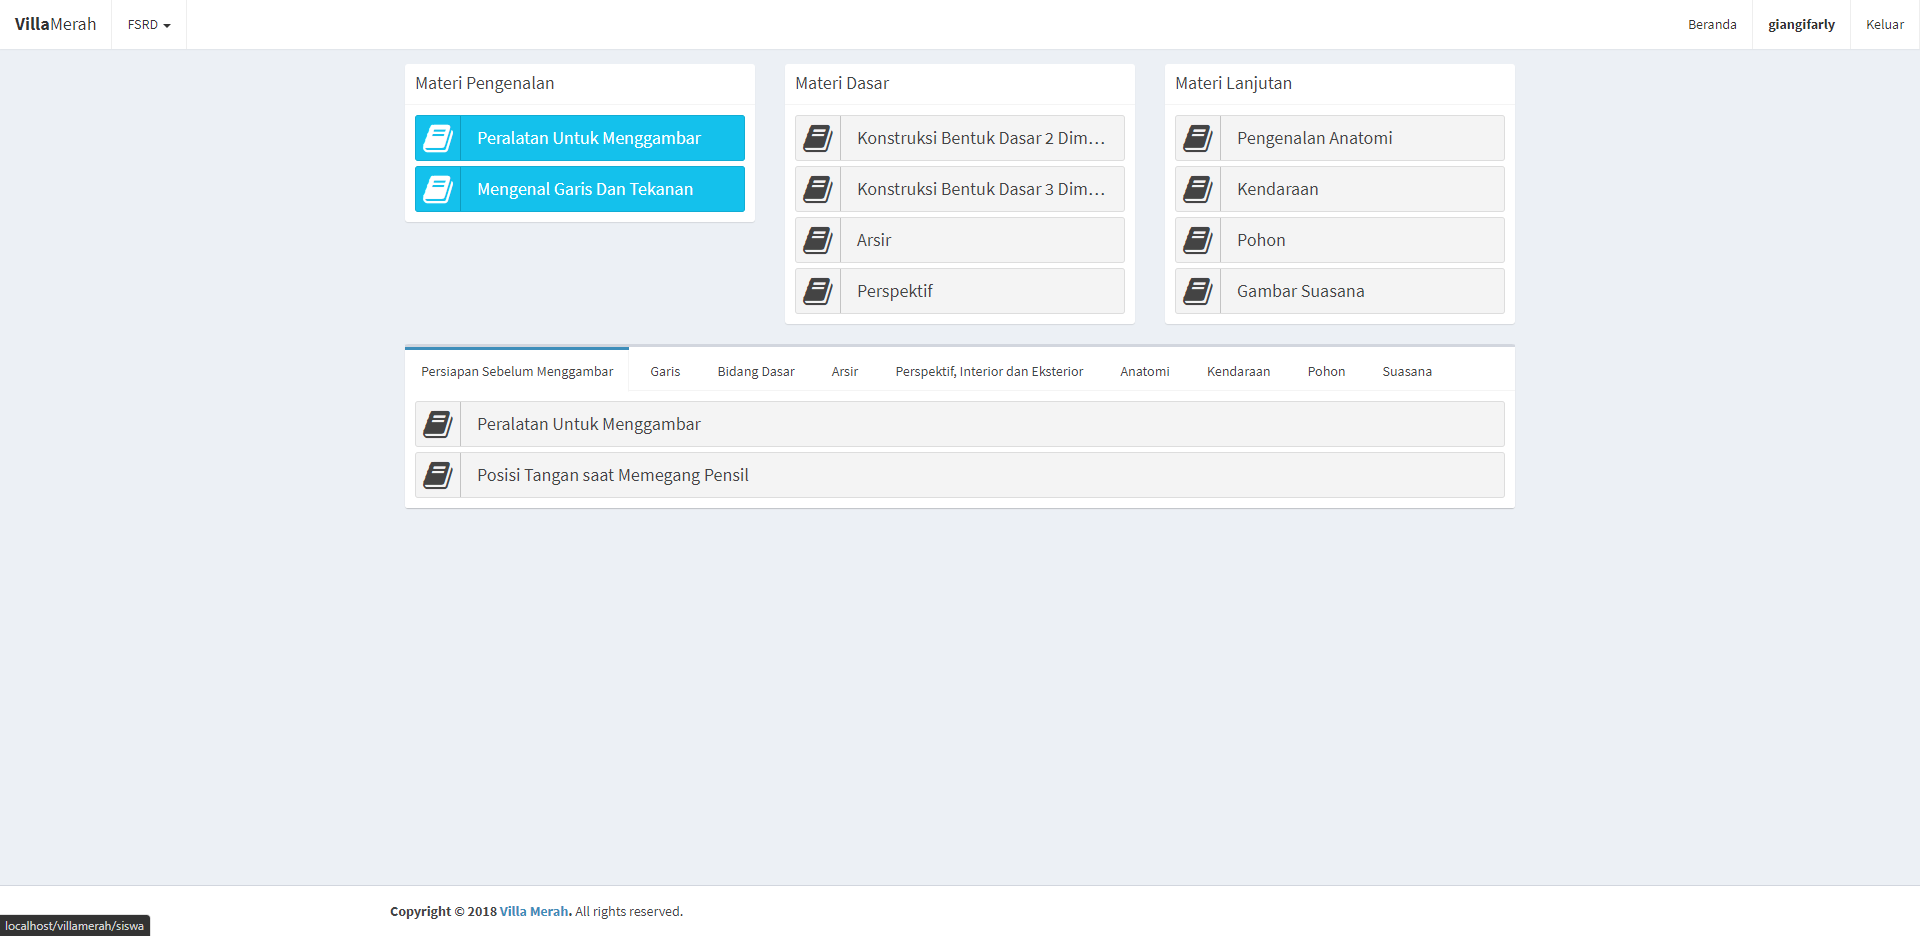 VillaMerah FSRD Beranda giangifarly Keluar
Materi Pengenalan
Peralatan Untuk Menggambar
Mengenal Garis Dan Tekanan
Materi Dasar
Konstruksi Bentuk Dasar 2 Dim...
Konstruksi Bentuk Dasar 3 Dim...
Arsir
Perspektif
Materi Lanjutan
Pengenalan Anatomi
Kendaraan
Pohon
Gambar Suasana
Persiapan Sebelum Menggambar Garis Bidang Dasar Arsir Perspektif, Interior dan Eksterior Anatomi Kendaraan Pohon Suasana
Peralatan Untuk Menggambar
Posisi Tangan saat Memegang Pensil
Copyright © 2018 Villa Merah. All rights reserved.
localhost/villamerah/siswa